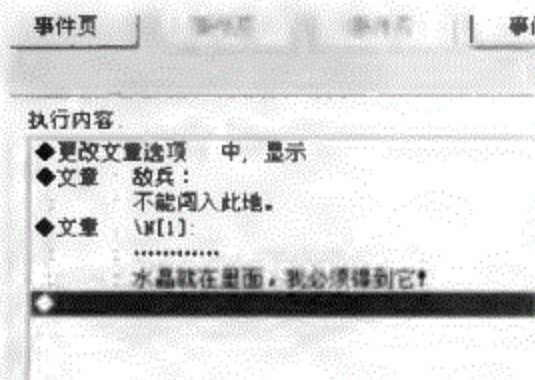 事件页
执行内容
◆更改文章选项 中, 显示
◆文章 敌兵：
不能闯入此地。
◆文章 \N[1]:
…………
水晶就在里面，我必须得到它！
◆